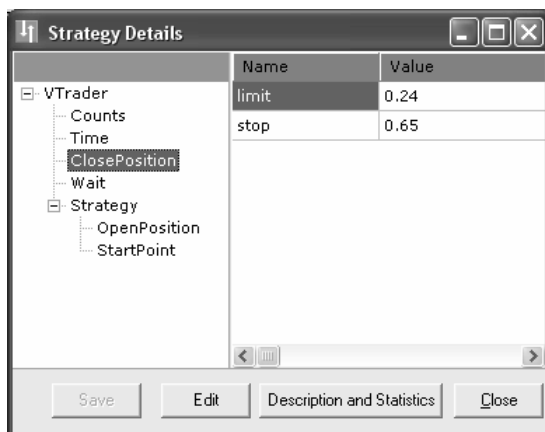 Strategy Details
Name Value
VTrader
limit 0.24
Counts
stop 0.65
Time
ClosePosition
Wait
Strategy
OpenPosition
StartPoint
Save Edit Description and Statistics Close